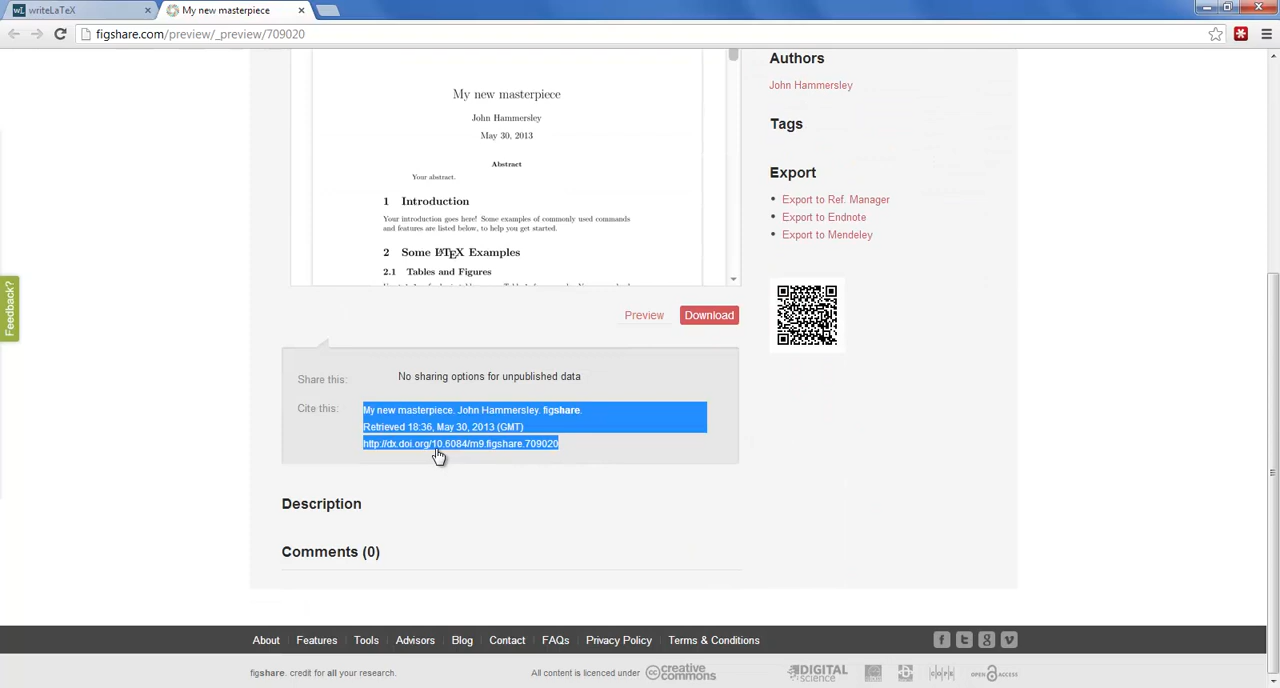 writeLaTeX
My new masterpiece
figshare.com/preview/_preview/709020
My new masterpiece
John Hammersley
May 30, 2013
Abstract
Your abstract.
1 Introduction
Your introduction goes here! Some examples of commonly used commands
and features are listed below, to help you get started.
2 Some LATEX Examples
2.1 Tables and Figures
Preview
Download
Share this:
No sharing options for unpublished data
Cite this:
My new masterpiece. John Hammersley. figshare.
Retrieved 18:36, May 30, 2013 (GMT)
http://dx.doi.org/10.6084/m9.figshare.709020
Description
Comments (0)
Authors
John Hammersley
Tags
Export
• Export to Ref. Manager
• Export to Endnote
• Export to Mendeley
Feedback?
About
Features
Tools
Advisors
Blog
Contact
FAQs
Privacy Policy
Terms & Conditions
figshare. credit for all your research.
All content is licenced under
creative
commons
DIGITAL
science
OPEN
ACCESS